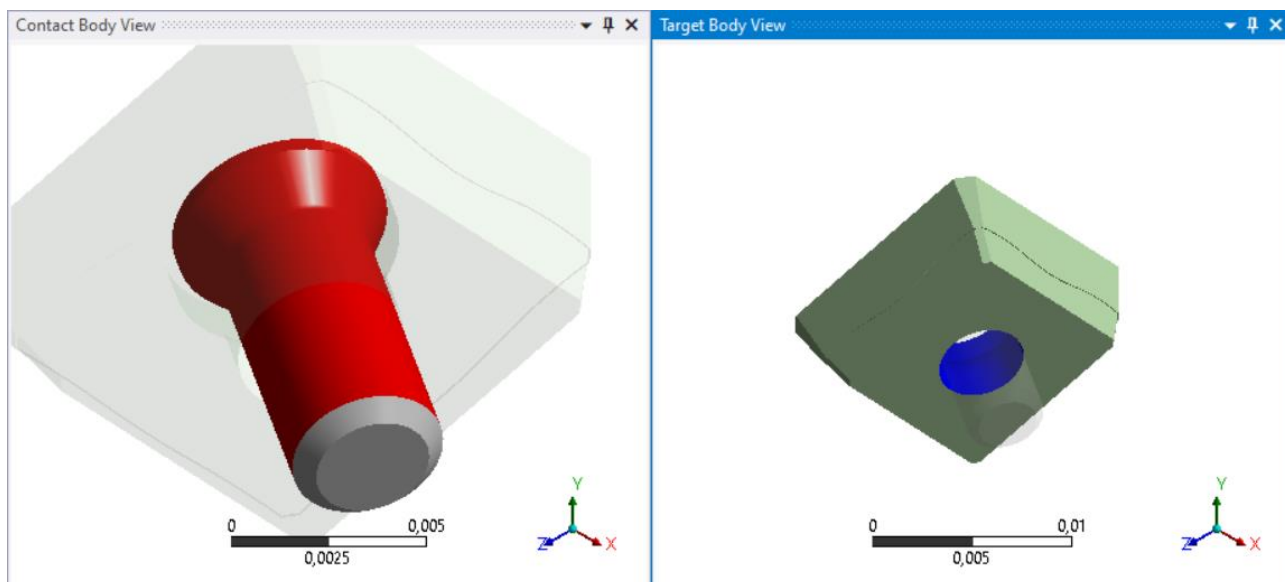 Contact Body View
Y
0 0,005
Z X
0,0025
Target Body View
Y
0 0,01
Z X
0,005